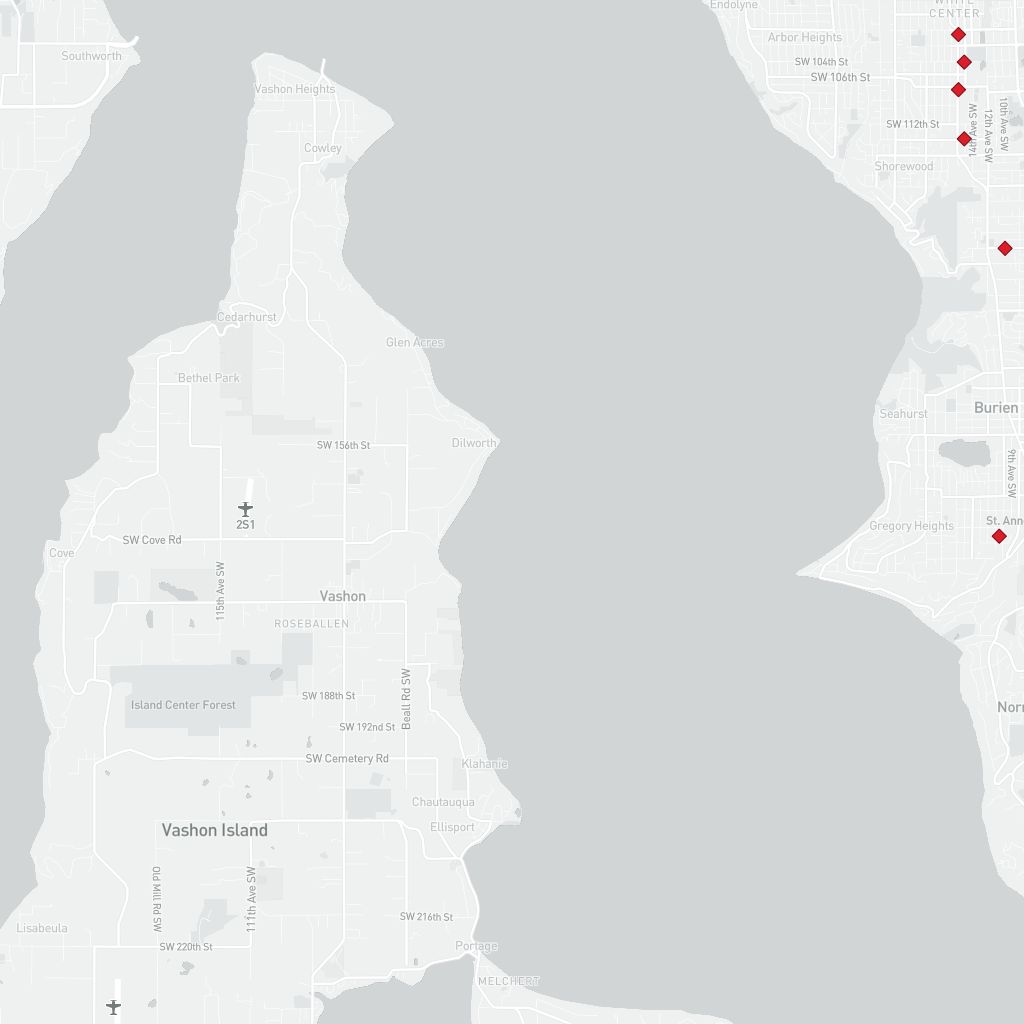 Endolyne
WHITE
CENTER
Arbor Heights
Southworth
SW 104th St
SW 106th St
Vashon Heights
SW 112th St
14th Ave SW
12th Ave SW
10th Ave SW
Cowley
Shorewood
Cedarhurst
Glen Acres
Bethel Park
Seahurst
Burien
SW 156th St
Dilworth
9th Ave SW
2S1
Gregory Heights
St. Ann
SW Cove Rd
Cove
115th Ave SW
Vashon
ROSEBALLEN
Island Center Forest
SW 188th St
Beall Rd SW
Norr
SW 192nd St
SW Cemetery Rd
Klahanie
Chautauqua
Ellisport
Vashon Island
Old Mill Rd SW
111th Ave SW
SW 216th St
Lisabeula
SW 220th St
Portage
MELCHERT